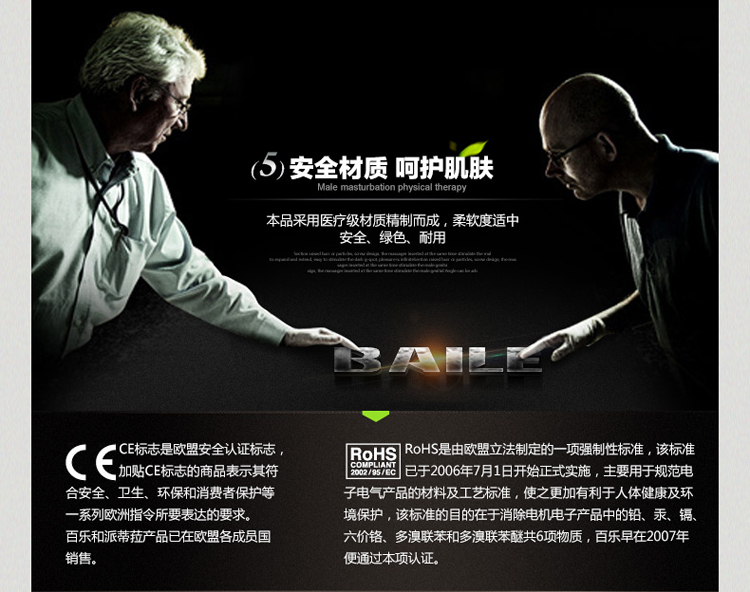 (5) 安全材质 呵护肌肤
Male masturbation physical therapy
本品采用医疗级材质精制而成，柔软度适中
安全、绿色、耐用
BAILE
CE标志是欧盟安全认证标志，
加贴CE标志的商品表示其符
合安全、卫生、环保和消费者保护等
一系列欧洲指令所要表达的要求。
百乐和派蒂菈产品已在欧盟各成员国
销售。
RoHS
COMPLIANT
2002/95/EC
RoHS是由欧盟立法制定的一项强制性标准，该标准
已于2006年7月1日开始正式实施，主要用于规范电
子电气产品的材料及工艺标准，使之更加有利于人体健康及环
境保护，该标准的目的在于消除电机电子产品中的铅、汞、镉、
六价铬、多溴联苯和多溴联苯醚共6项物质，百乐早在2007年
便通过本项认证。